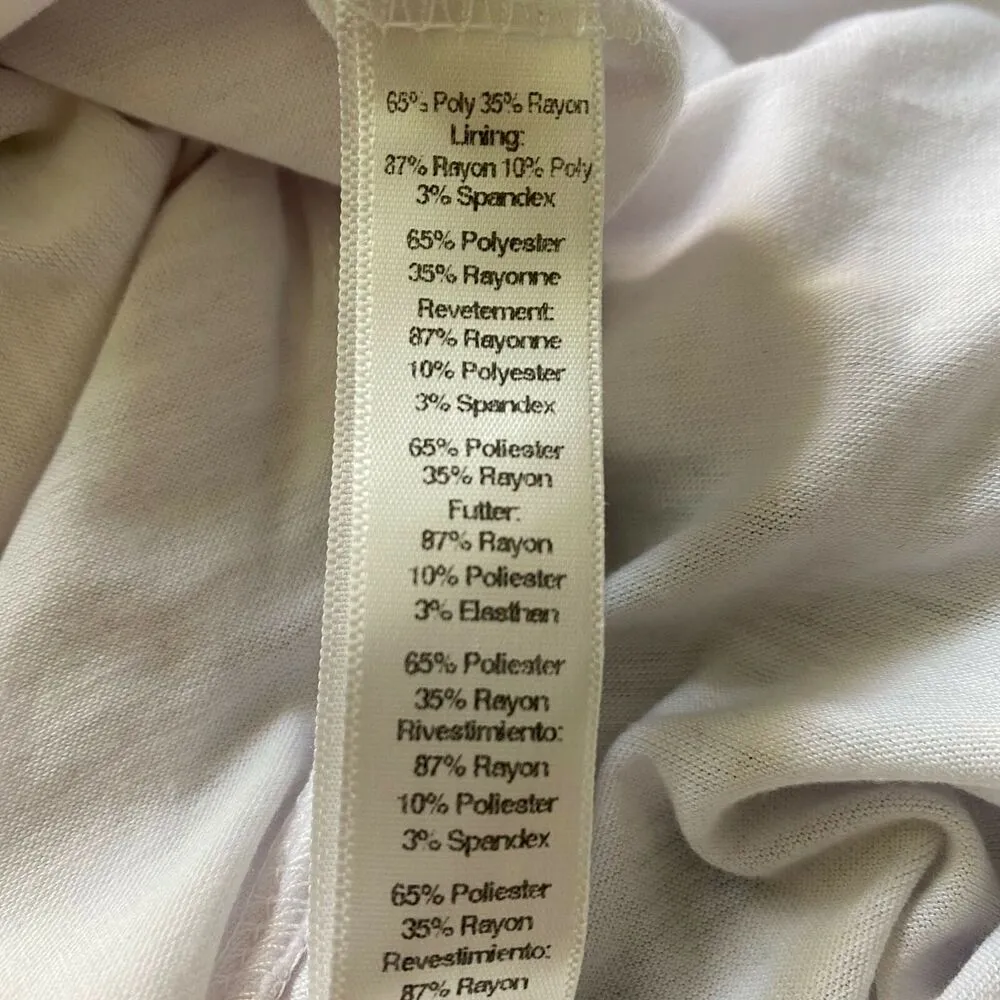 65% Poly 35% Rayon
Lining:
87% Rayon 10% Poly
3% Spandex
65% Polyester
35% Rayonne
Revetement:
87% Rayonne
10% Polyester
3% Spandex
65% Poliester
35% Rayon
Futter:
87% Rayon
10% Poliester
3% Elasthan
65% Poliester
35% Rayon
Rivestimiento:
87% Rayon
10% Poliester
3% Spandex
65% Poliester
35% Rayon
Revestimiento:
87% Rayon